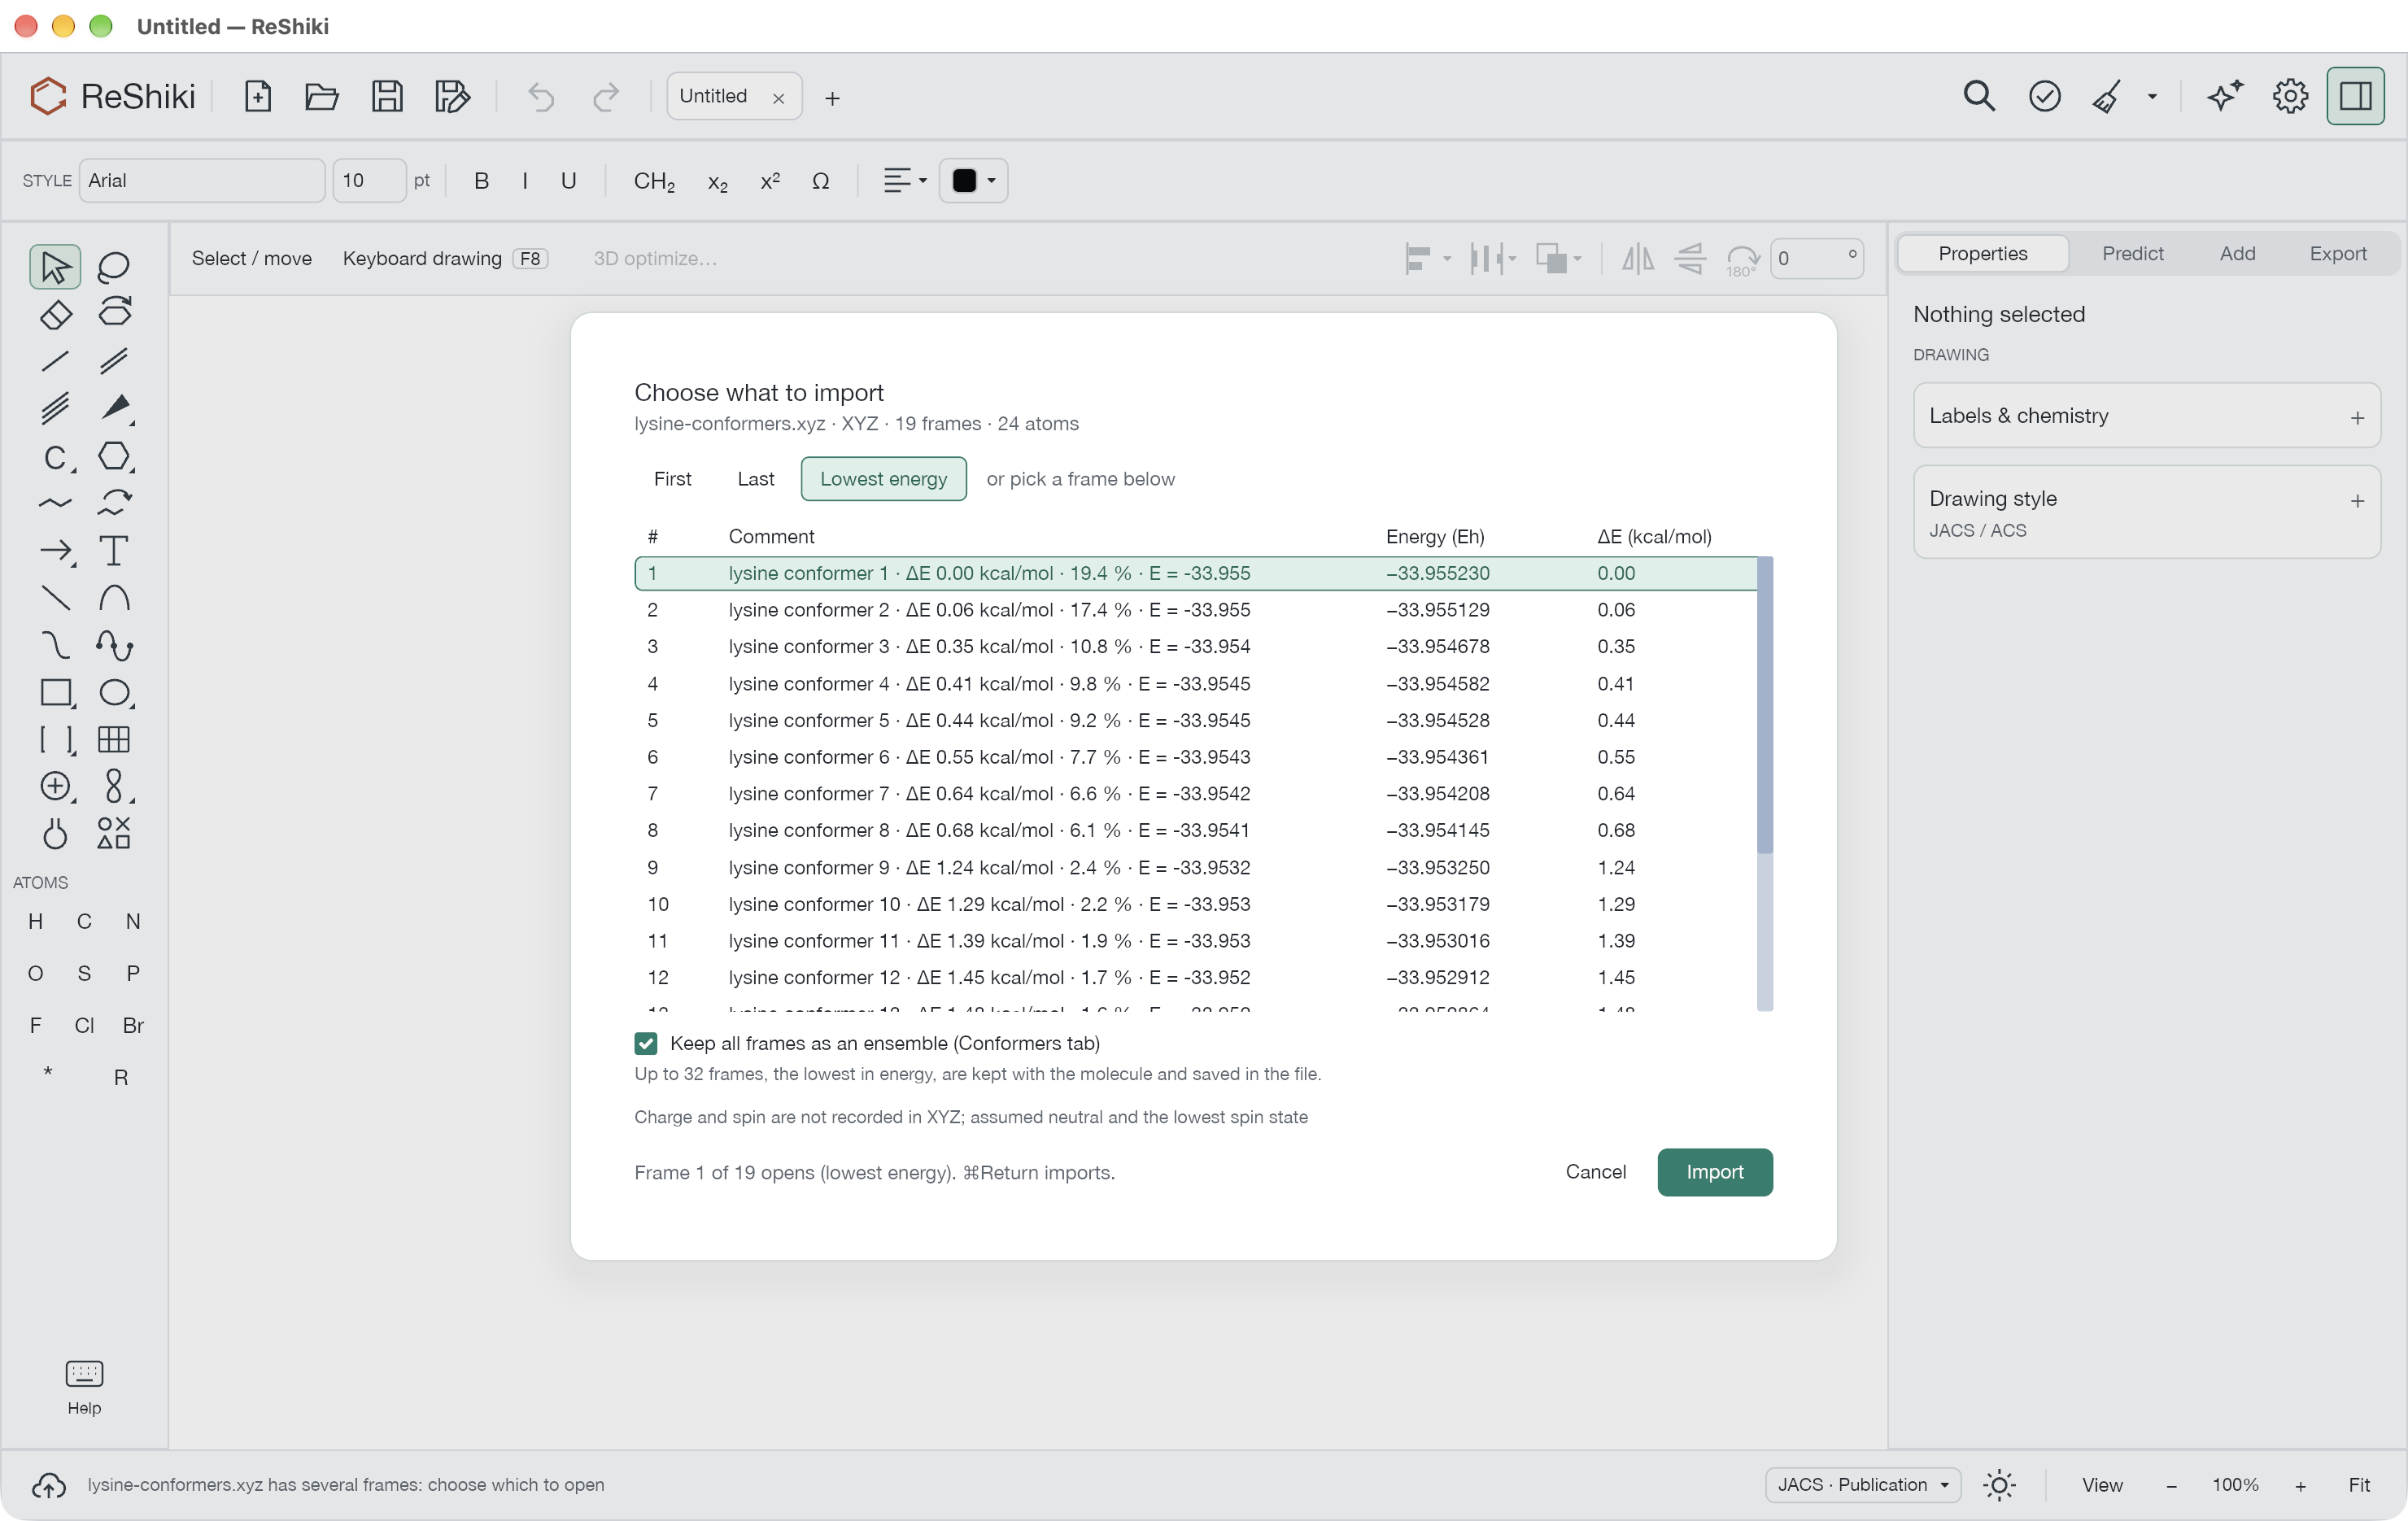 Untitled — ReShiki
ReShiki
Untitled × +
STYLE Arial 10 pt B I U CH₂ x₂ x² Ω
Select / move Keyboard drawing F8 3D optimize… 180° 0 °
Properties Predict Add Export
Nothing selected
DRAWING
Labels & chemistry +
Drawing style +
JACS / ACS
Choose what to import
lysine-conformers.xyz · XYZ · 19 frames · 24 atoms
First Last Lowest energy or pick a frame below
# Comment Energy (Eh) ΔE (kcal/mol)
1 lysine conformer 1 · ΔE 0.00 kcal/mol · 19.4 % · E = -33.955 −33.955230 0.00
2 lysine conformer 2 · ΔE 0.06 kcal/mol · 17.4 % · E = -33.955 −33.955129 0.06
3 lysine conformer 3 · ΔE 0.35 kcal/mol · 10.8 % · E = -33.954 −33.954678 0.35
4 lysine conformer 4 · ΔE 0.41 kcal/mol · 9.8 % · E = -33.9545 −33.954582 0.41
5 lysine conformer 5 · ΔE 0.44 kcal/mol · 9.2 % · E = -33.9545 −33.954528 0.44
6 lysine conformer 6 · ΔE 0.55 kcal/mol · 7.7 % · E = -33.9543 −33.954361 0.55
7 lysine conformer 7 · ΔE 0.64 kcal/mol · 6.6 % · E = -33.9542 −33.954208 0.64
8 lysine conformer 8 · ΔE 0.68 kcal/mol · 6.1 % · E = -33.9541 −33.954145 0.68
9 lysine conformer 9 · ΔE 1.24 kcal/mol · 2.4 % · E = -33.9532 −33.953250 1.24
10 lysine conformer 10 · ΔE 1.29 kcal/mol · 2.2 % · E = -33.953 −33.953179 1.29
11 lysine conformer 11 · ΔE 1.39 kcal/mol · 1.9 % · E = -33.953 −33.953016 1.39
12 lysine conformer 12 · ΔE 1.45 kcal/mol · 1.7 % · E = -33.952 −33.952912 1.45
Keep all frames as an ensemble (Conformers tab)
Up to 32 frames, the lowest in energy, are kept with the molecule and saved in the file.
Charge and spin are not recorded in XYZ; assumed neutral and the lowest spin state
Frame 1 of 19 opens (lowest energy). ⌘Return imports. Cancel Import
C
T
[ ]
ATOMS
H C N
O S P
F Cl Br
* R
Help
lysine-conformers.xyz has several frames: choose which to open
JACS · Publication View − 100% + Fit